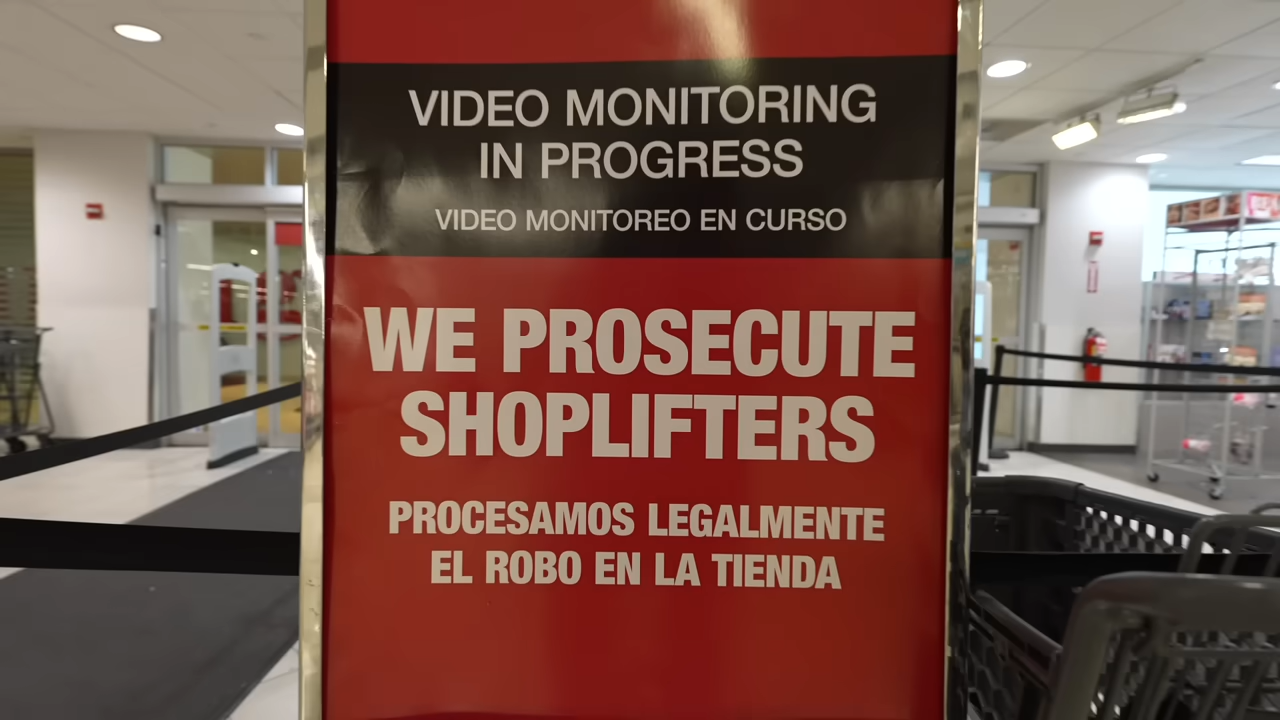 VIDEO MONITORING
IN PROGRESS
VIDEO MONITOREO EN CURSO
WE PROSECUTE
SHOPLIFTERS
PROCESAMOS LEGALMENTE
EL ROBO EN LA TIENDA